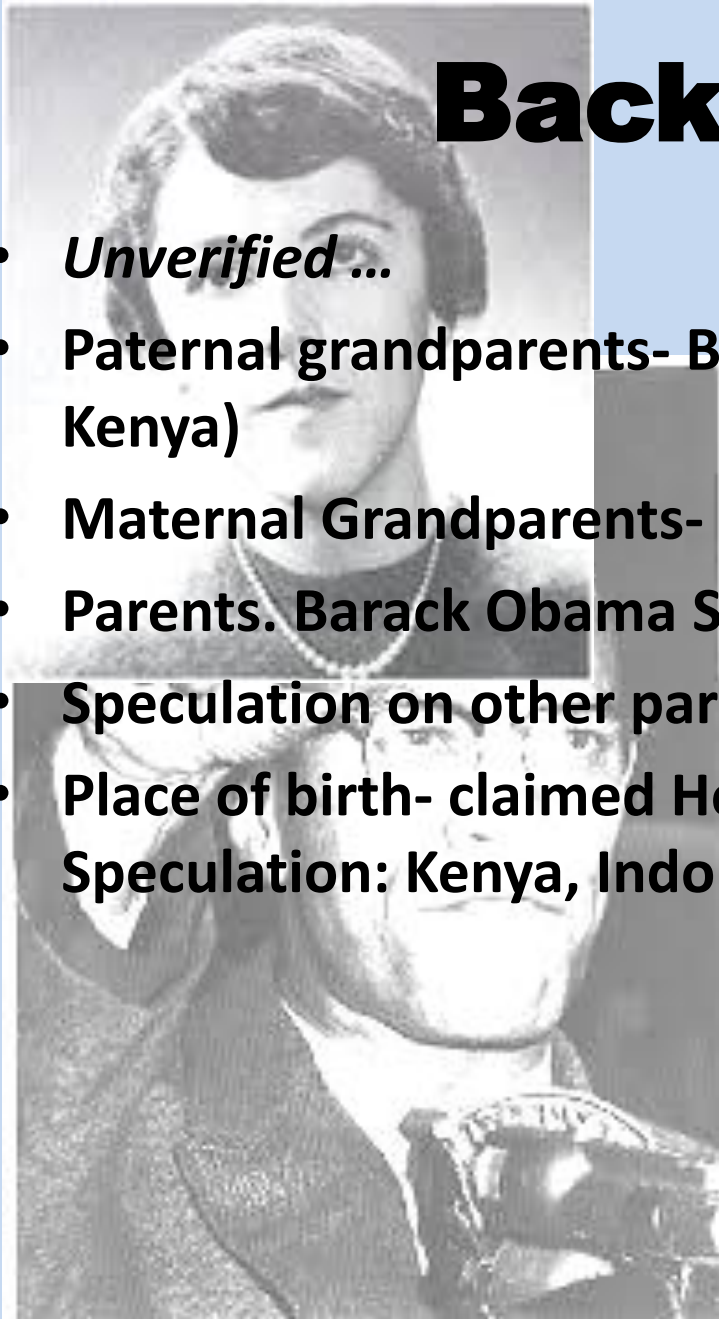 Back
• Unverified …
• Paternal grandparents- B
Kenya)
• Maternal Grandparents-
• Parents. Barack Obama S
• Speculation on other par
• Place of birth- claimed Ho
Speculation: Kenya, Indo